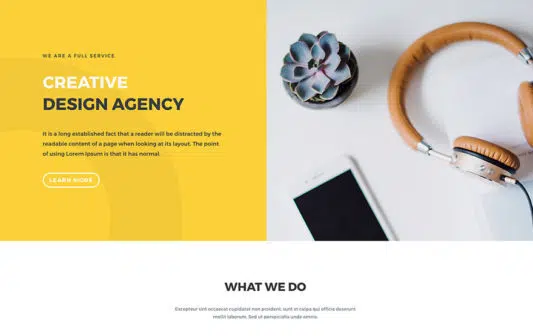 WE ARE A FULL SERVICE
CREATIVE
DESIGN AGENCY
It is a long established fact that a reader will be distracted by the
readable content of a page when looking at its layout. The point
of using Lorem Ipsum is that it has normal
LEARN MORE
WHAT WE DO
Excepteur sint occaecat cupidatat non proident, sunt in culpa qui officia deserunt
mollit laborum. Sed ut perspiciatis unde omnis.